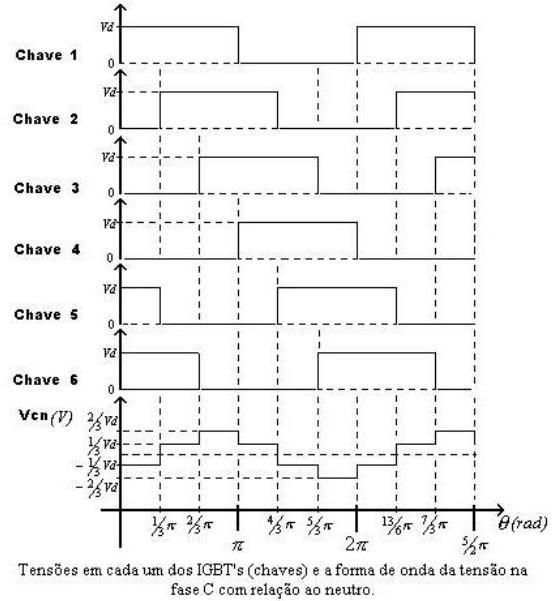 Vd
Chave 1
0
Vd
Chave 2
0
Vd
Chave 3
0
Vd
Chave 4
0
Vd
Chave 5
0
Vd
Chave 6
0
Vcn(V)
2/3Vd
1/3Vd
-1/3Vd
-2/3Vd
1/3π 2/3π π 4/3π 5/3π 2π 13/6π 7/3π 5/2π θ(rad)
Tensões em cada um dos IGBT's (chaves) e a forma de onda da tensão na
fase C com relação ao neutro.